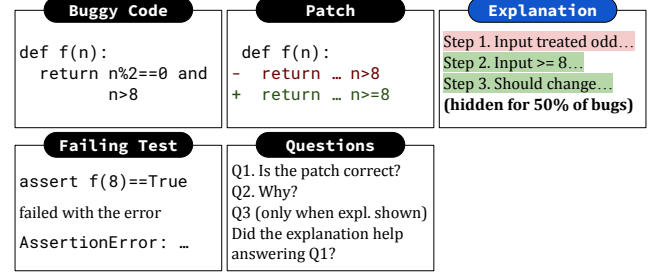 Buggy Code
def f(n):
  return n%2==0 and
         n>8
Patch
 def f(n):
-  return … n>8
+  return … n>=8
Explanation
Step 1. Input treated odd…
Step 2. Input >= 8…
Step 3. Should change…
(hidden for 50% of bugs)
Failing Test
assert f(8)==True
failed with the error
AssertionError: …
Questions
Q1. Is the patch correct?
Q2. Why?
Q3 (only when expl. shown)
Did the explanation help
answering Q1?